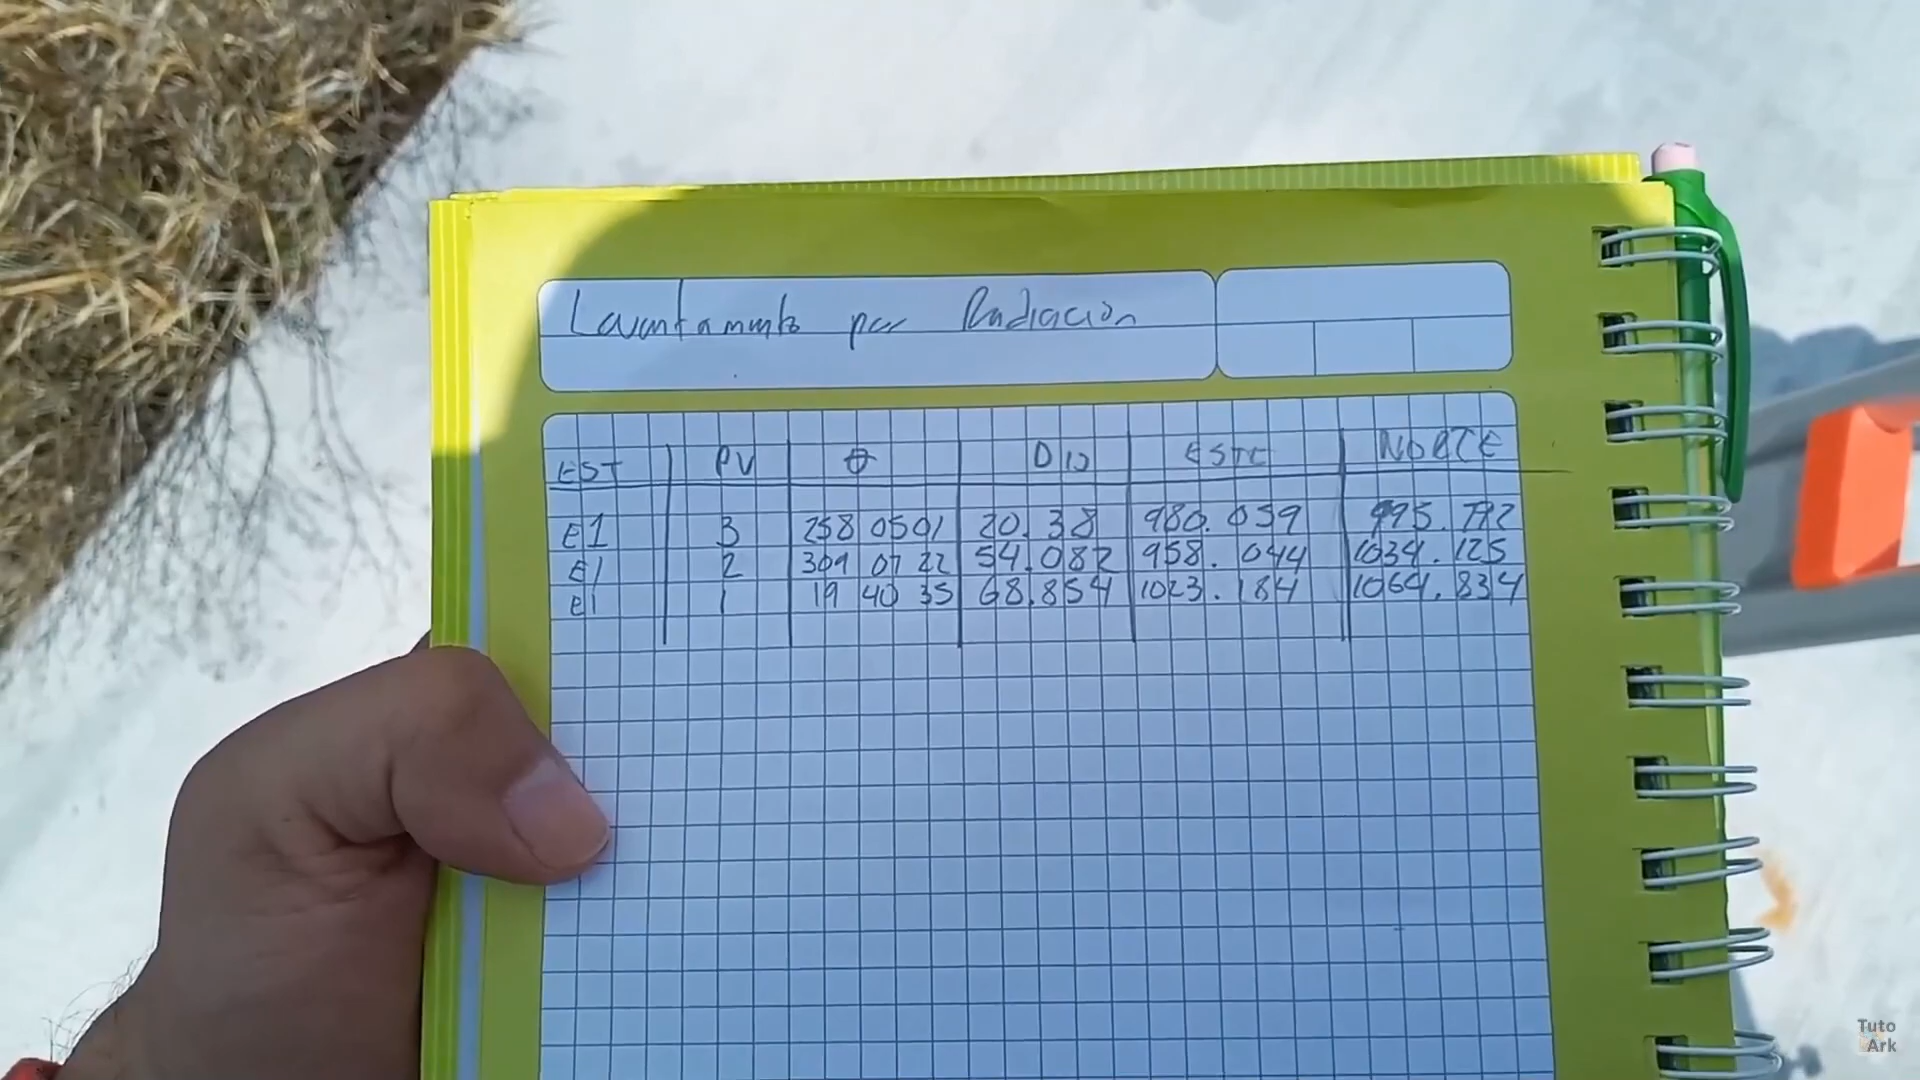 Levantamiento por Radiación
EST PV θ Dis ESTE NORTE
E1 3 258 05 01 20.38 980.059 995.792
E1 2 309 07 22 54.082 958.044 1034.125
E1 1 19 40 35 68.854 1023.184 1064.834
Tuto
Ark